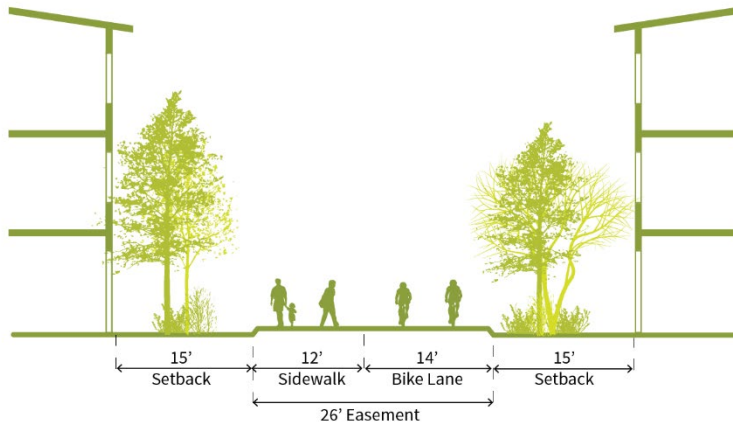 15’ 12’ 14’ 15’
Setback Sidewalk Bike Lane Setback
26’ Easement